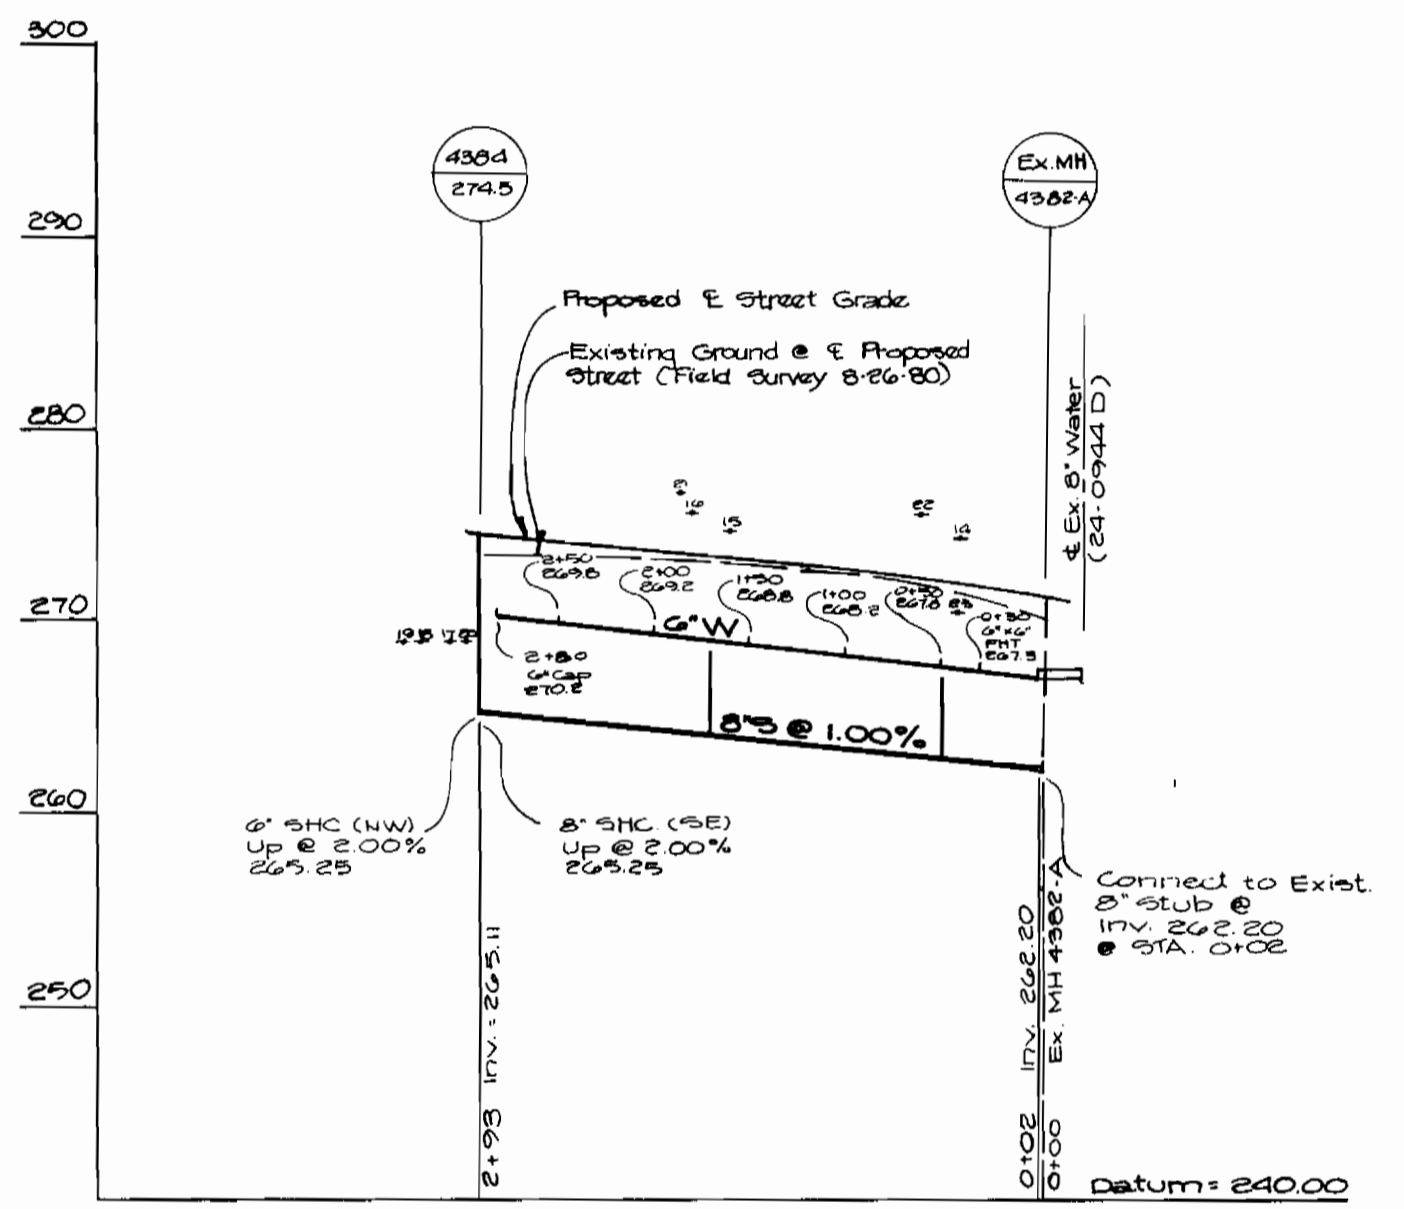 300
4384
274.5
Ex.MH
4382-A
290
Proposed ℄ Street Grade
Existing Ground @ ℄ Proposed
Street (Field Survey 8-26-80)
280
℄ Ex. 8" Water
(24-0944 D)
16
15
22
14
270
2+50
269.8
2+00
269.2
1+50
268.8
1+00
268.2
0+50
267.8
0+30
6"x6"
FHT
267.5
6" W
2+80
6" Cap
270.2
8"S @ 1.00%
260
6" SHC (NW)
Up @ 2.00%
265.25
8" SHC. (SE)
Up @ 2.00%
265.25
Connect to Exist.
8" Stub @
Inv. 262.20
@ STA. 0+02
250
2+93 Inv. = 265.11
0+02 Inv. 262.20
0+00 Ex. MH 4382-A
Datum = 240.00